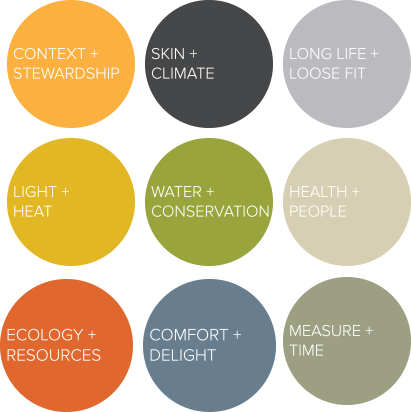 CONTEXT +
STEWARDSHIP
SKIN +
CLIMATE
LONG LIFE +
LOOSE FIT
LIGHT +
HEAT
WATER +
CONSERVATION
HEALTH +
PEOPLE
ECOLOGY +
RESOURCES
COMFORT +
DELIGHT
MEASURE +
TIME